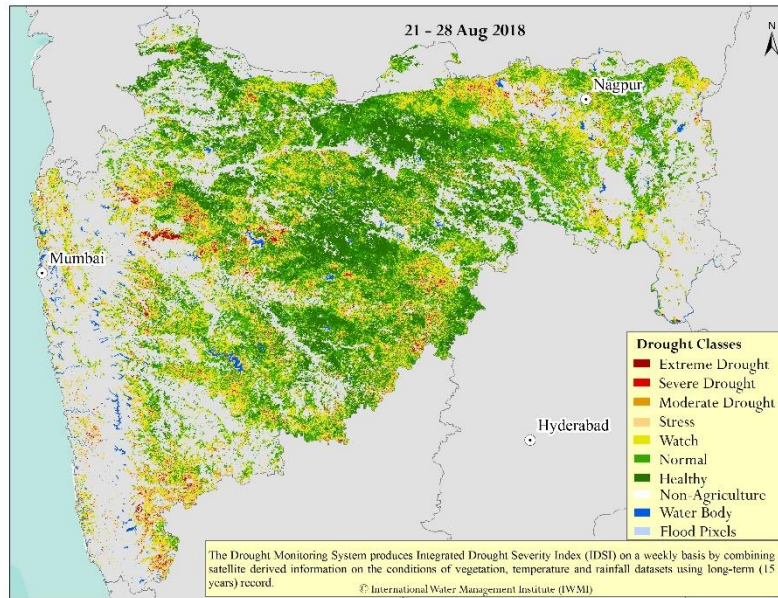 21 – 28 Aug 2018
N
Nagpur
Mumbai
Hyderabad
Drought Classes
Extreme Drought
Severe Drought
Moderate Drought
Stress
Watch
Normal
Healthy
Non-Agriculture
Water Body
Flood Pixels
The Drought Monitoring System produces Integrated Drought Severity Index (IDSI) on a weekly basis by combining
satellite derived information on the conditions of vegetation, temperature and rainfall datasets using long-term (15
years) record.
© International Water Management Institute (IWMI)